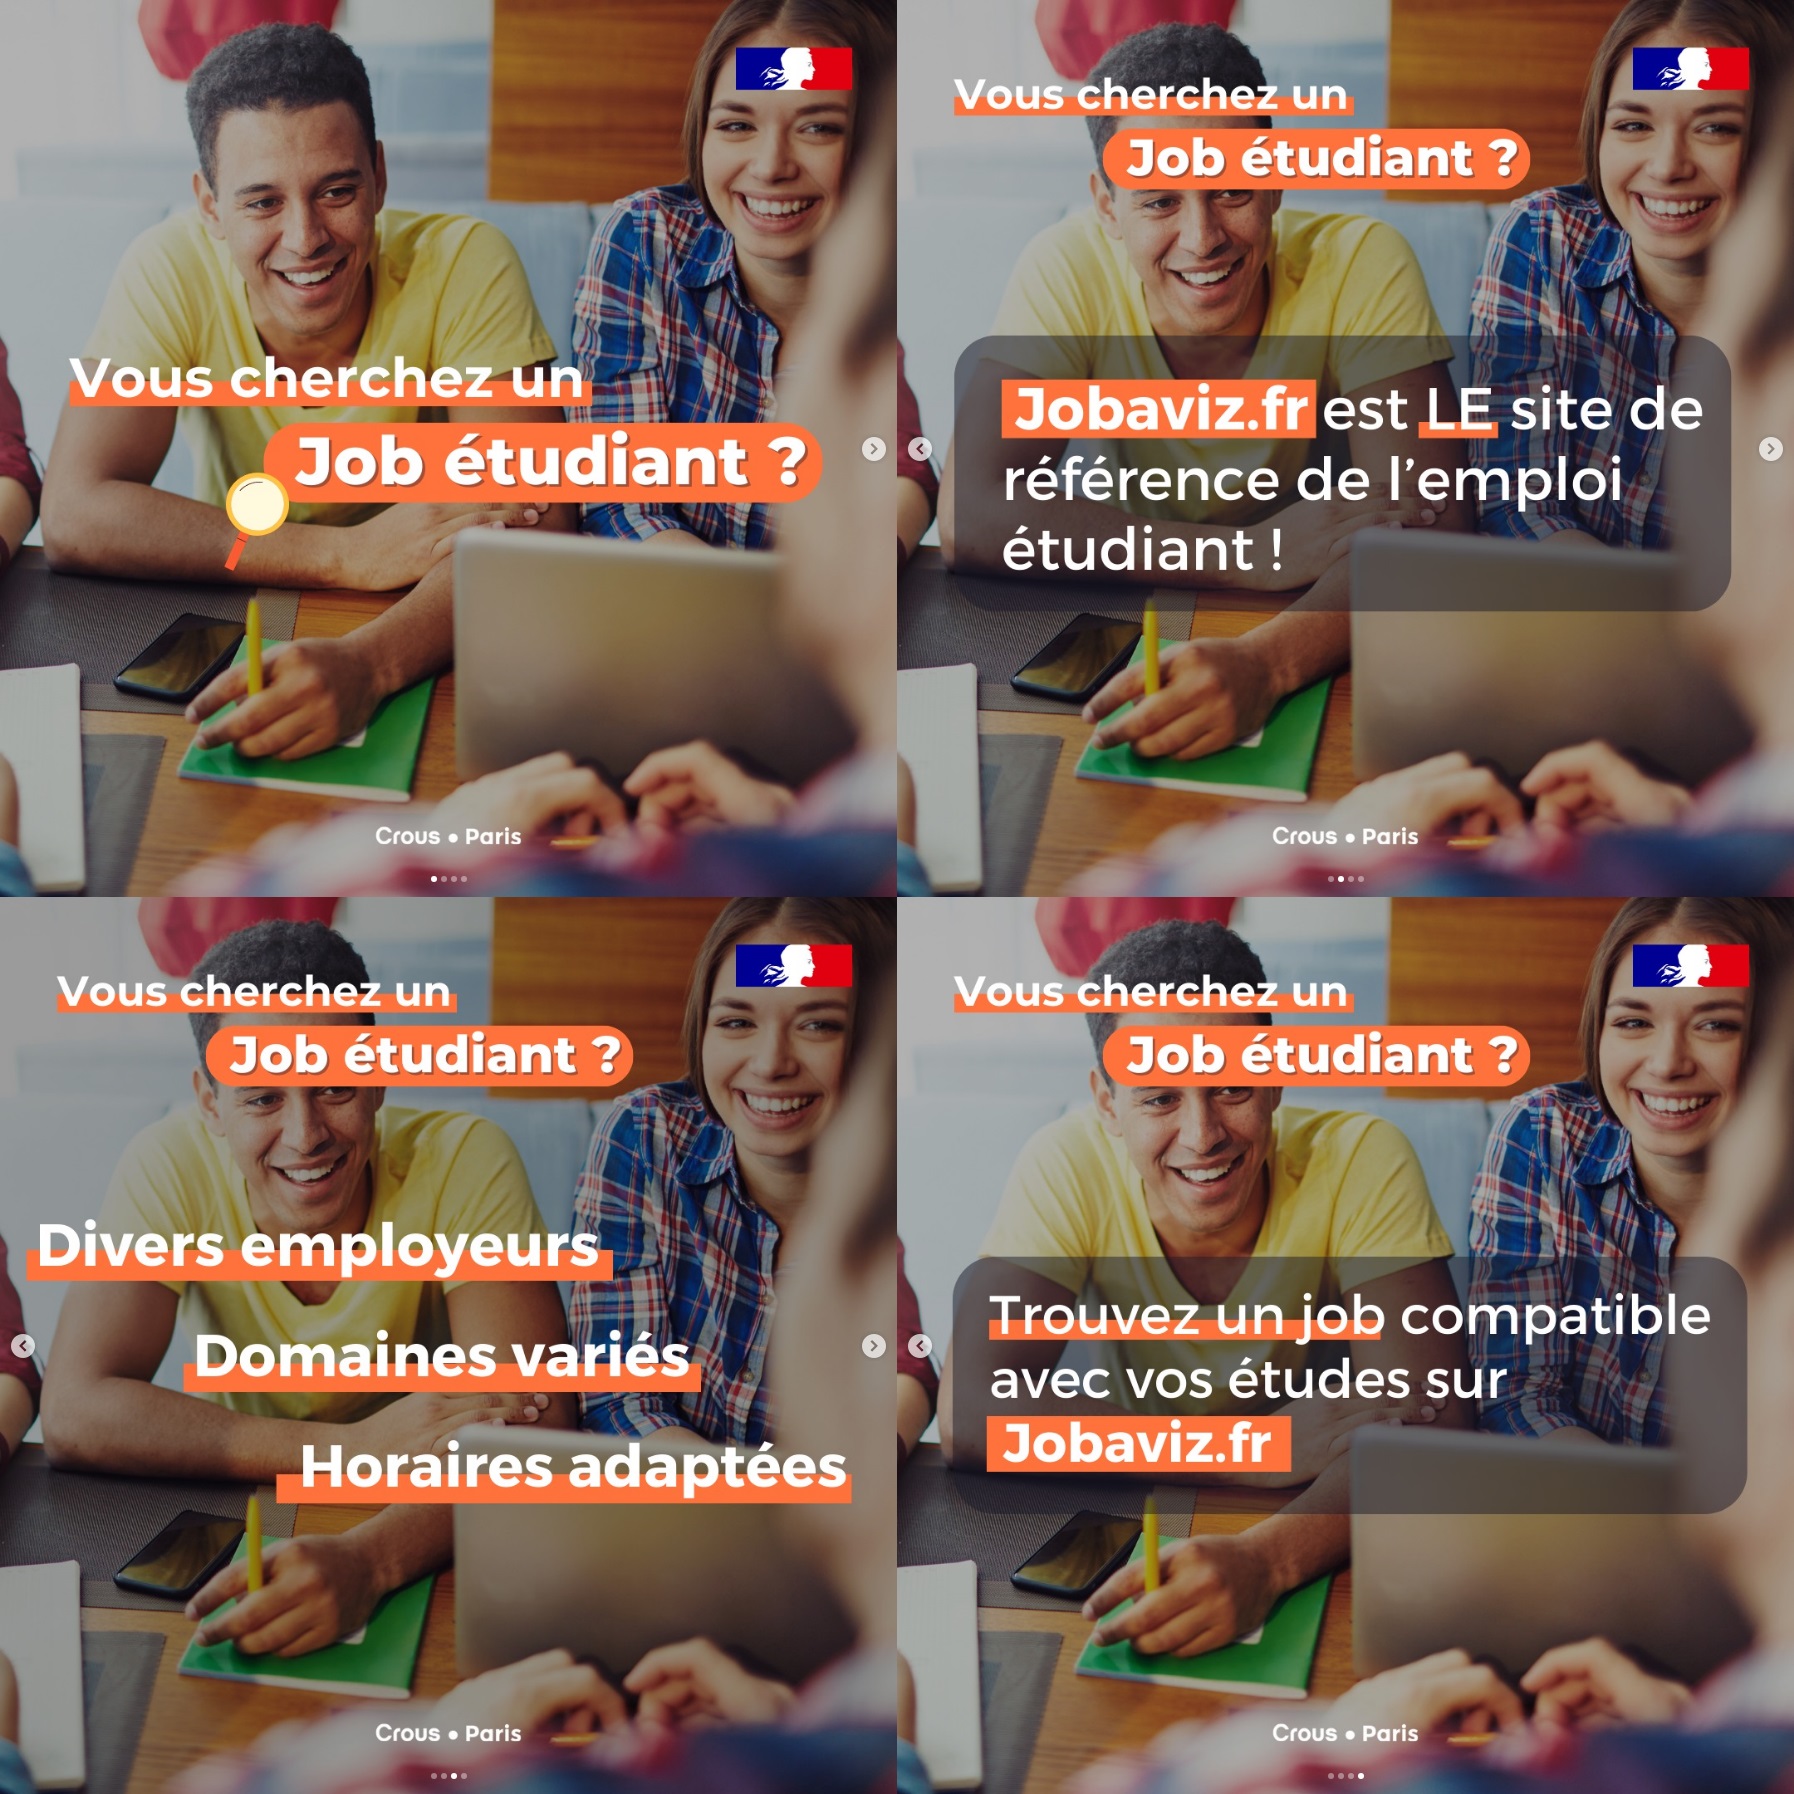 Vous cherchez un
Job étudiant ?
Crous • Paris
Vous cherchez un
Job étudiant ?
Jobaviz.fr est LE site de
référence de l’emploi
étudiant !
Crous • Paris
Vous cherchez un
Job étudiant ?
Divers employeurs
Domaines variés
Horaires adaptées
Crous • Paris
Vous cherchez un
Job étudiant ?
Trouvez un job compatible
avec vos études sur
Jobaviz.fr
Crous • Paris